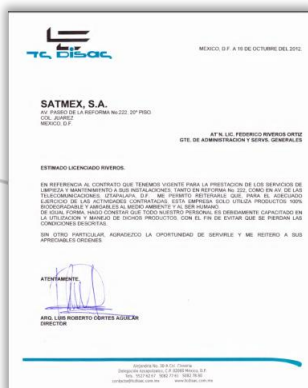 TC DISAC
MEXICO, D.F. A 16 DE OCTUBRE DEL 2012.
SATMEX, S.A.
AV. PASEO DE LA REFORMA No.222, 20° PISO
COL. JUAREZ
MEXICO, D.F.
AT'N. LIC. FEDERICO RIVEROS ORTIZ
GTE. DE ADMINISTRACION Y SERVS. GENERALES
ESTIMADO LICENCIADO RIVEROS.
EN REFERENCIA AL CONTRATO QUE TENEMOS VIGENTE PARA LA PRESTACION DE LOS SERVICIOS DE
LIMPIEZA Y MANTENIMIENTO A SUS INSTALACIONES, TANTO EN REFORMA No. 222, COMO EN AV. DE LAS
TELECOMUNICACIONES, IZTAPALAPA, D.F. ME PERMITO REITERARLE QUE, PARA EL ADECUADO
EJERCICIO DE LAS ACTIVIDADES CONTRATADAS, ESTA EMPRESA SOLO UTILIZA PRODUCTOS 100%
BIODEGRADABLE Y AMIGABLES AL MEDIO AMBIENTE Y AL SER HUMANO.
DE IGUAL FORMA, HAGO CONSTAR QUE TODO NUESTRO PERSONAL ES DEBIDAMENTE CAPACITADO EN
LA UTILIZACION Y MANEJO DE DICHOS PRODUCTOS, CON EL FIN DE EVITAR QUE SE PIERDAN LAS
CONDICIONES DESCRITAS.
SIN OTRO PARTICULAR, AGRADEZCO LA OPORTUNIDAD DE SERVIRLE Y ME REITERO A SUS
APRECIABLES ORDENES.
ATENTAMENTE,
ARQ. LUIS ROBERTO CORTES AGUILAR
DIRECTOR